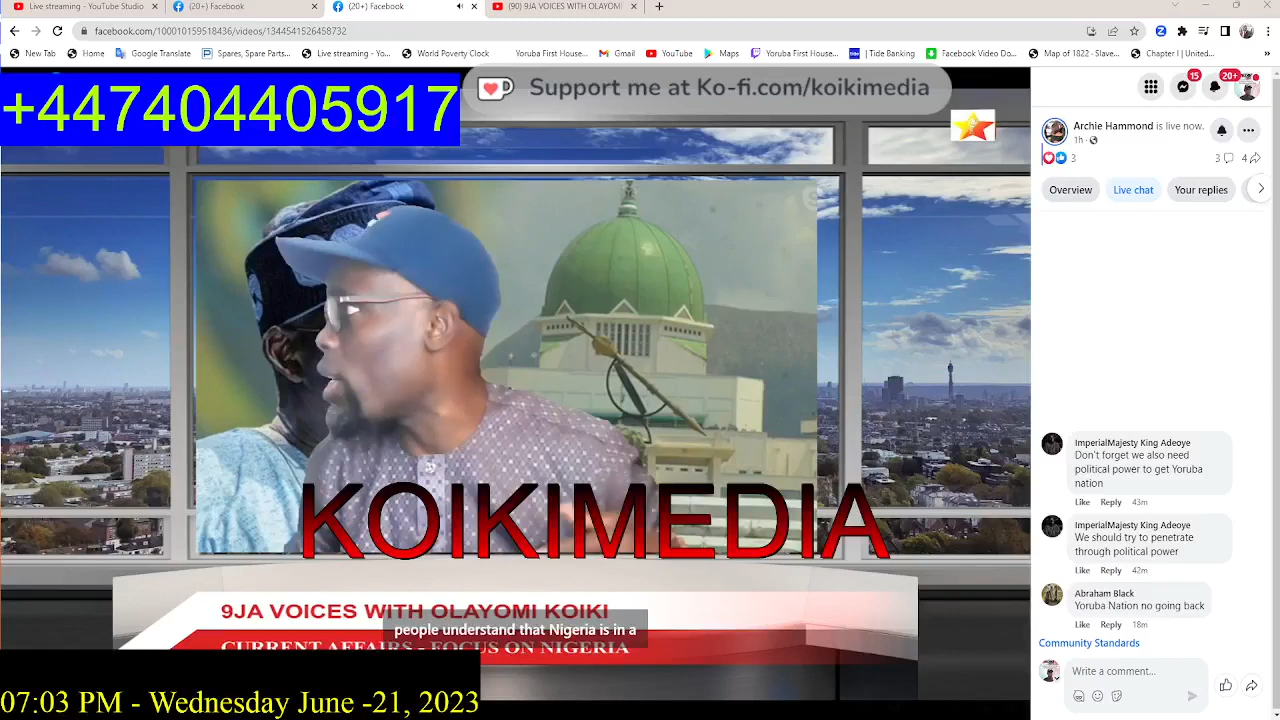 Live streaming - YouTube Studio
(20+) Facebook
(20+) Facebook
(90) 9JA VOICES WITH OLAYOMI
facebook.com/100010159518436/videos/1344541526458732
New Tab
Home
Google Translate
Spares, Parts Sittin...
Live streaming - Yo...
World Poverty Clock
Yoruba First House...
Gmail
YouTube
Maps
Yoruba First House...
Tide Banking
Facebook Video Do...
Map of 1822 - Slave...
Chapter I | United...
+447404405917
Support me at Ko-fi.com/koikimedia
15
20+
Archie Hammond is live now.
1h
3
3
4
Overview
Live chat
Your replies
ImperialMajesty King Adeoye
Don't forget we also need
political power to get Yoruba
nation
Like Reply 43m
ImperialMajesty King Adeoye
We should try to penetrate
through political power
Like Reply 42m
Abraham Black
Yoruba Nation no going back
Like Reply 18m
Community Standards
Write a comment...
KOIKIMEDIA
9JA VOICES WITH OLAYOMI KOIKI
people understand that Nigeria is in a
CURRENT AFFAIRS - FOCUS ON NIGERIA
07:03 PM - Wednesday June -21, 2023